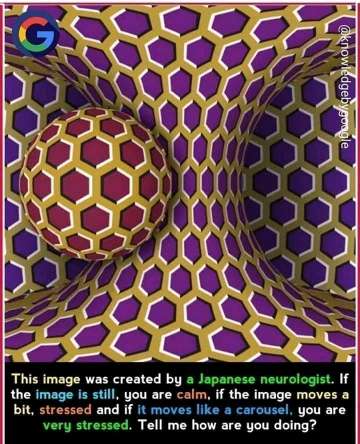 @knowledgebygoogle
This image was created by a Japanese neurologist. If
the image is still, you are calm, if the image moves a
bit, stressed and if it moves like a carousel, you are
very stressed. Tell me how are you doing?